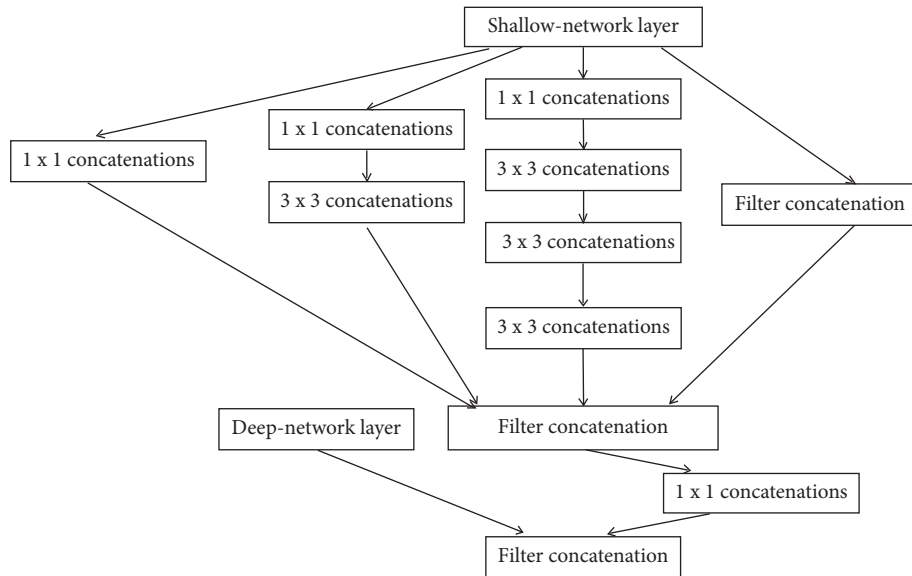 Shallow-network layer
1 x 1 concatenations
1 x 1 concatenations
1 x 1 concatenations
3 x 3 concatenations
3 x 3 concatenations
Filter concatenation
3 x 3 concatenations
3 x 3 concatenations
Deep-network layer
Filter concatenation
1 x 1 concatenations
Filter concatenation